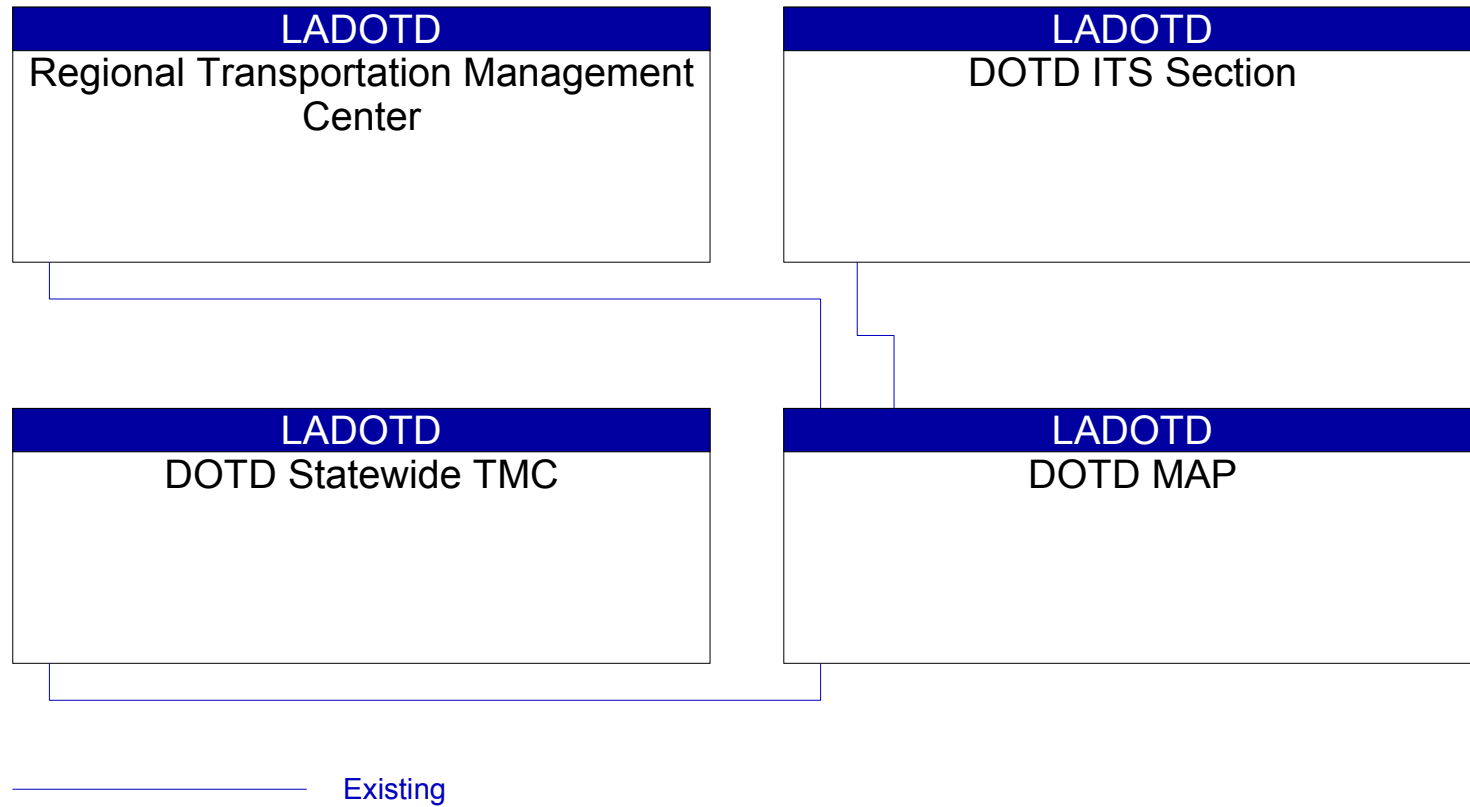 LADOTD
Regional Transportation Management
Center
LADOTD
DOTD ITS Section
LADOTD
DOTD Statewide TMC
LADOTD
DOTD MAP
Existing